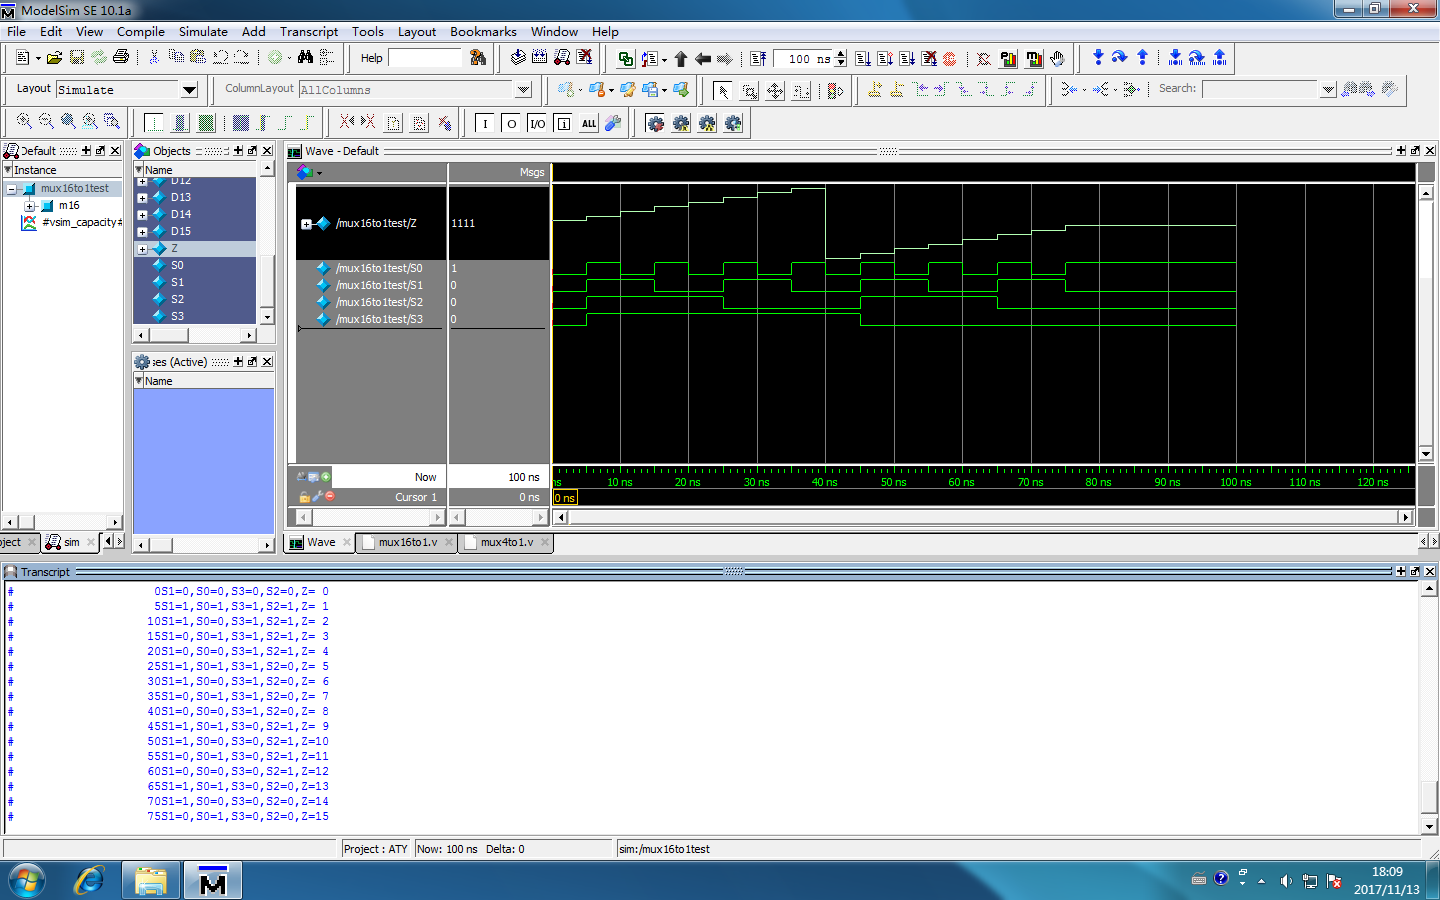 ModelSim SE 10.1a
File Edit View Compile Simulate Add Transcript Tools Layout Bookmarks Window Help
Help
100 ns
Layout Simulate
ColumnLayout AllColumns
Search:
I O I/O i ALL
Default
Instance
mux16to1test
m16
#vsim_capacity#
Objects
Name
D12
D13
D14
D15
Z
S0
S1
S2
S3
ses (Active)
Name
oject
sim
Wave - Default
Msgs
/mux16to1test/Z 1111
/mux16to1test/S0 1
/mux16to1test/S1 0
/mux16to1test/S2 0
/mux16to1test/S3 0
Now 100 ns
Cursor 1 0 ns
ns 10 ns 20 ns 30 ns 40 ns 50 ns 60 ns 70 ns 80 ns 90 ns 100 ns 110 ns 120 ns
0 ns
Wave
mux16to1.v
mux4to1.v
Transcript
# 0S1=0,S0=0,S3=0,S2=0,Z= 0
# 5S1=1,S0=1,S3=1,S2=1,Z= 1
# 10S1=1,S0=0,S3=1,S2=1,Z= 2
# 15S1=0,S0=1,S3=1,S2=1,Z= 3
# 20S1=0,S0=0,S3=1,S2=1,Z= 4
# 25S1=1,S0=1,S3=1,S2=0,Z= 5
# 30S1=1,S0=0,S3=1,S2=0,Z= 6
# 35S1=0,S0=1,S3=1,S2=0,Z= 7
# 40S1=0,S0=0,S3=1,S2=0,Z= 8
# 45S1=1,S0=1,S3=0,S2=1,Z= 9
# 50S1=1,S0=0,S3=0,S2=1,Z=10
# 55S1=0,S0=1,S3=0,S2=1,Z=11
# 60S1=0,S0=0,S3=0,S2=1,Z=12
# 65S1=1,S0=1,S3=0,S2=0,Z=13
# 70S1=1,S0=0,S3=0,S2=0,Z=14
# 75S1=0,S0=1,S3=0,S2=0,Z=15
Project : ATY
Now: 100 ns Delta: 0
sim:/mux16to1test
18:09
2017/11/13